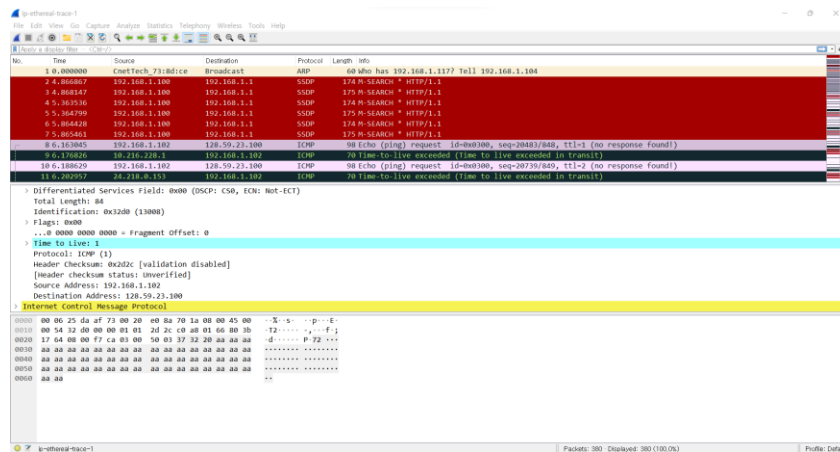 ip-ethereal-trace-1
File Edit View Go Capture Analyze Statistics Telephony Wireless Tools Help
Apply a display filter ... <Ctrl-/>
No. Time Source Destination Protocol Length Info
1 0.000000 CnetTech_73:8d:ce Broadcast ARP 60 Who has 192.168.1.117? Tell 192.168.1.104
2 4.866867 192.168.1.100 192.168.1.1 SSDP 174 M-SEARCH * HTTP/1.1
3 4.868147 192.168.1.100 192.168.1.1 SSDP 175 M-SEARCH * HTTP/1.1
4 5.363536 192.168.1.100 192.168.1.1 SSDP 174 M-SEARCH * HTTP/1.1
5 5.364799 192.168.1.100 192.168.1.1 SSDP 175 M-SEARCH * HTTP/1.1
6 5.864428 192.168.1.100 192.168.1.1 SSDP 174 M-SEARCH * HTTP/1.1
7 5.865461 192.168.1.100 192.168.1.1 SSDP 175 M-SEARCH * HTTP/1.1
8 6.163045 192.168.1.102 128.59.23.100 ICMP 98 Echo (ping) request id=0x0300, seq=20483/848, ttl=1 (no response found!)
9 6.176826 10.216.228.1 192.168.1.102 ICMP 70 Time-to-live exceeded (Time to live exceeded in transit)
10 6.188629 192.168.1.102 128.59.23.100 ICMP 98 Echo (ping) request id=0x0300, seq=20739/849, ttl=2 (no response found!)
11 6.202957 24.218.0.153 192.168.1.102 ICMP 70 Time-to-live exceeded (Time to live exceeded in transit)
Differentiated Services Field: 0x00 (DSCP: CS0, ECN: Not-ECT)
Total Length: 84
Identification: 0x32d0 (13008)
Flags: 0x00
...0 0000 0000 0000 = Fragment Offset: 0
Time to Live: 1
Protocol: ICMP (1)
Header Checksum: 0x2d2c [validation disabled]
[Header checksum status: Unverified]
Source Address: 192.168.1.102
Destination Address: 128.59.23.100
Internet Control Message Protocol
0000 00 06 25 da af 73 00 20 e0 8a 70 1a 08 00 45 00 ··%··s· ··p···E·
0010 00 54 32 d0 00 00 01 01 2d 2c c0 a8 01 66 80 3b ·T2····· -,···f·;
0020 17 64 08 00 f7 ca 03 00 50 03 37 32 20 aa aa aa ·d······ P·72 ···
0030 aa aa aa aa aa aa aa aa aa aa aa aa aa aa aa aa ········ ········
0040 aa aa aa aa aa aa aa aa aa aa aa aa aa aa aa aa ········ ········
0050 aa aa aa aa aa aa aa aa aa aa aa aa aa aa aa aa ········ ········
0060 aa aa ··
ip-ethereal-trace-1 Packets: 380 · Displayed: 380 (100.0%) Profile: